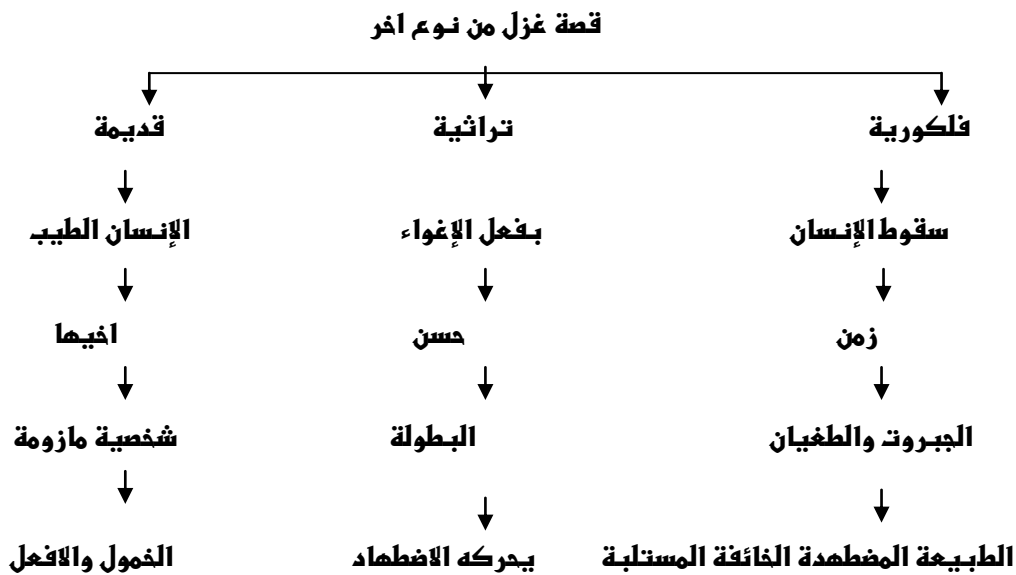 قصة غزل من نوع اخر
فلكورية تراثية قديمة
سقوط الإنسان بفعل الإغواء الإنسان الطيب
زمن حسن اخيها
الجبروت والطغيان البطولة شخصية مازومة
الطبيعة المضطهدة الخائفة المستلبة يحركه الاضطهاد الخمول والافعل